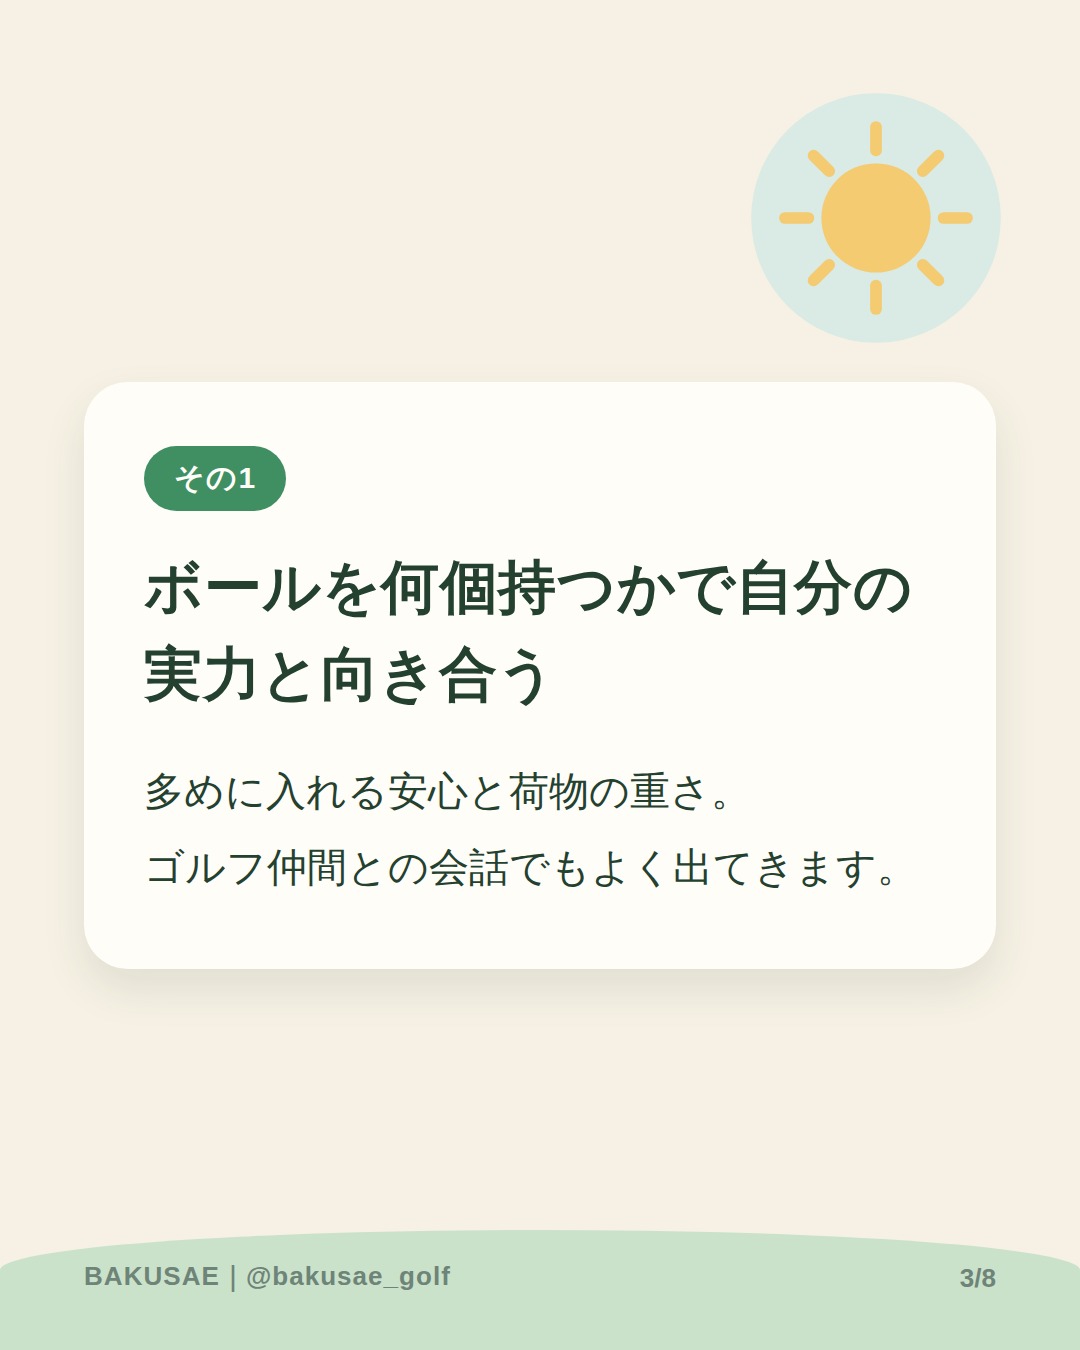 その1
ボールを何個持つかで自分の
実力と向き合う
多めに入れる安心と荷物の重さ。
ゴルフ仲間との会話でもよく出てきます。
BAKUSAE | @bakusae_golf
3/8